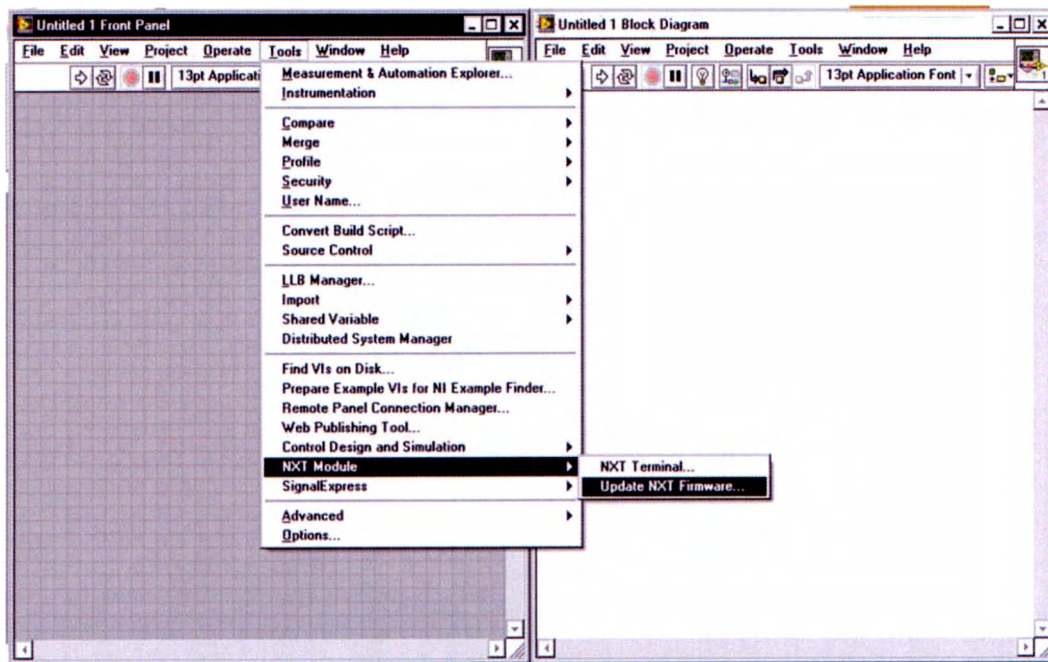 Untitled 1 Front Panel
File Edit View Project Operate Tools Window Help
13pt Applicati
Measurement & Automation Explorer...
Instrumentation
Compare
Merge
Profile
Security
User Name...
Convert Build Script...
Source Control
LLB Manager...
Import
Shared Variable
Distributed System Manager
Find VIs on Disk...
Prepare Example VIs for NI Example Finder...
Remote Panel Connection Manager...
Web Publishing Tool...
Control Design and Simulation
NXT Module
SignalExpress
Advanced
Options...
NXT Terminal...
Update NXT Firmware...
Untitled 1 Block Diagram
File Edit View Project Operate Tools Window Help
13pt Application Font
1